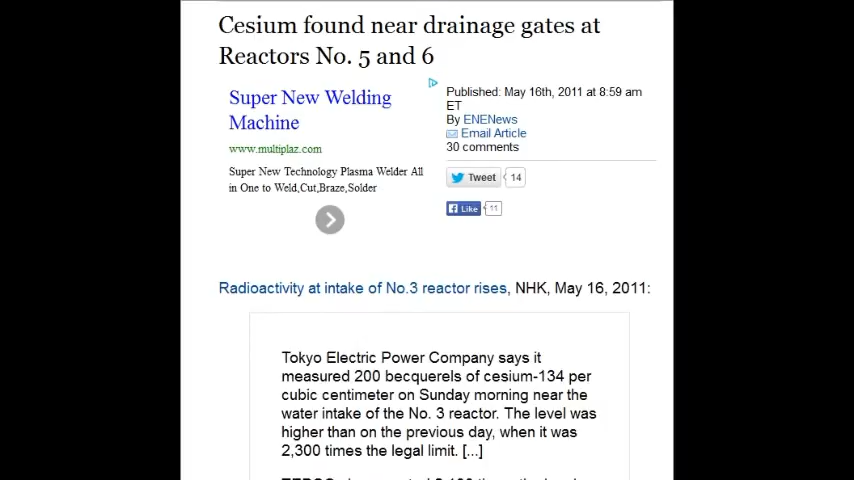 Cesium found near drainage gates at
Reactors No. 5 and 6
Super New Welding
Machine
www.multiplaz.com
Super New Technology Plasma Welder All
in One to Weld,Cut,Braze,Solder
Published: May 16th, 2011 at 8:59 am
ET
By ENENews
Email Article
30 comments
Tweet 14
Like 11
Radioactivity at intake of No.3 reactor rises, NHK, May 16, 2011:
Tokyo Electric Power Company says it
measured 200 becquerels of cesium-134 per
cubic centimeter on Sunday morning near the
water intake of the No. 3 reactor. The level was
higher than on the previous day, when it was
2,300 times the legal limit. [...]